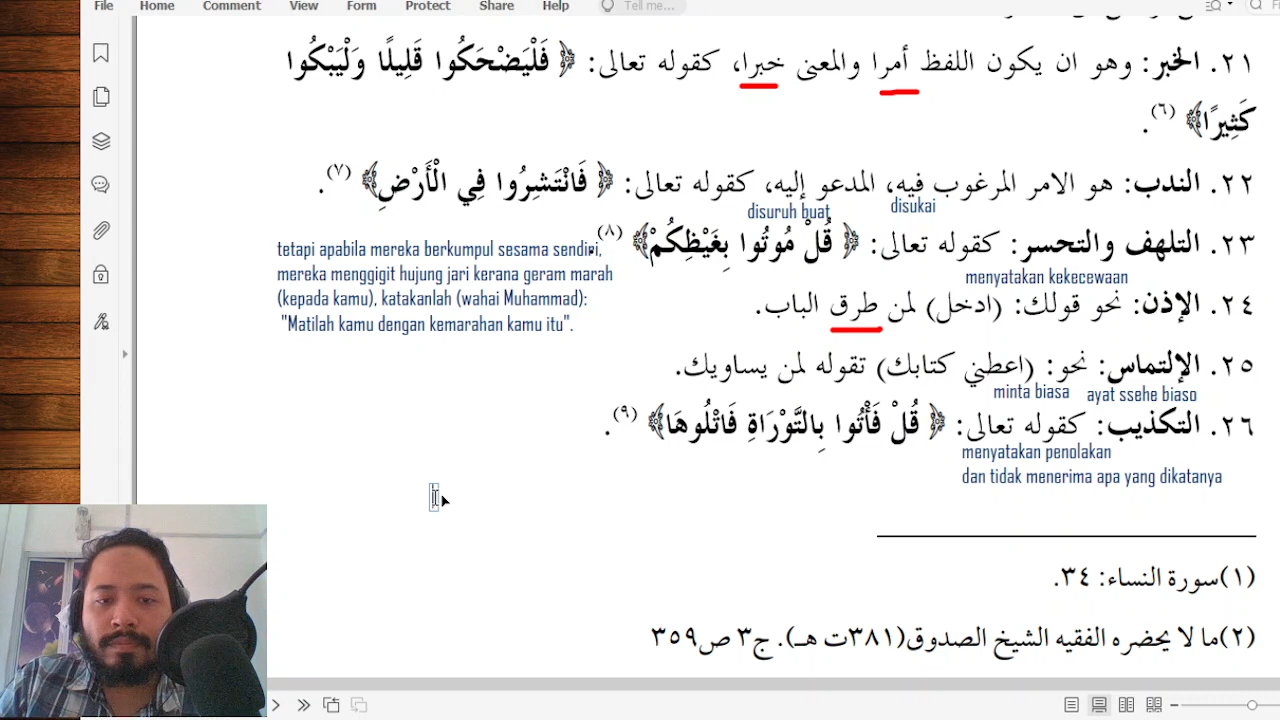 File Home Comment View Form Protect Share Help Tell me...
٢١. الخبر: وهو ان يكون اللفظ أمرا والمعنى خبرا، كقوله تعالى: ﴿ فَلْيَضْحَكُوا قَلِيلًا وَلْيَبْكُوا
كَثِيرًا﴾ (٦).
٢٢. الندب: هو الامر المرغوب فيه، المدعو إليه، كقوله تعالى: ﴿ فَانْتَشِرُوا فِي الْأَرْضِ﴾ (٧).
disukai
disuruh buat
٢٣. التلهف والتحسر: كقوله تعالى: ﴿ قُلْ مُوتُوا بِغَيْظِكُمْ﴾ (٨).
menyatakan kekecewaan
tetapi apabila mereka berkumpul sesama sendiri,
mereka menggigit hujung jari kerana geram marah
(kepada kamu), katakanlah (wahai Muhammad):
"Matilah kamu dengan kemarahan kamu itu".
٢٤. الإذن: نحو قولك: (ادخل) لمن طرق الباب.
٢٥. الإلتماس: نحو: (اعطني كتابك) تقوله لمن يساويك.
minta biasa ayat ssehe biaso
٢٦. التكذيب: كقوله تعالى: ﴿ قُلْ فَأْتُوا بِالتَّوْرَاةِ فَاتْلُوهَا﴾ (٩).
menyatakan penolakan
dan tidak menerima apa yang dikatanya
(١)سورة النساء: ٣٤.
(٢)ما لا يحضره الفقيه الشيخ الصدوق(٣٨١ت هـ). ج٣ ص٣٥٩